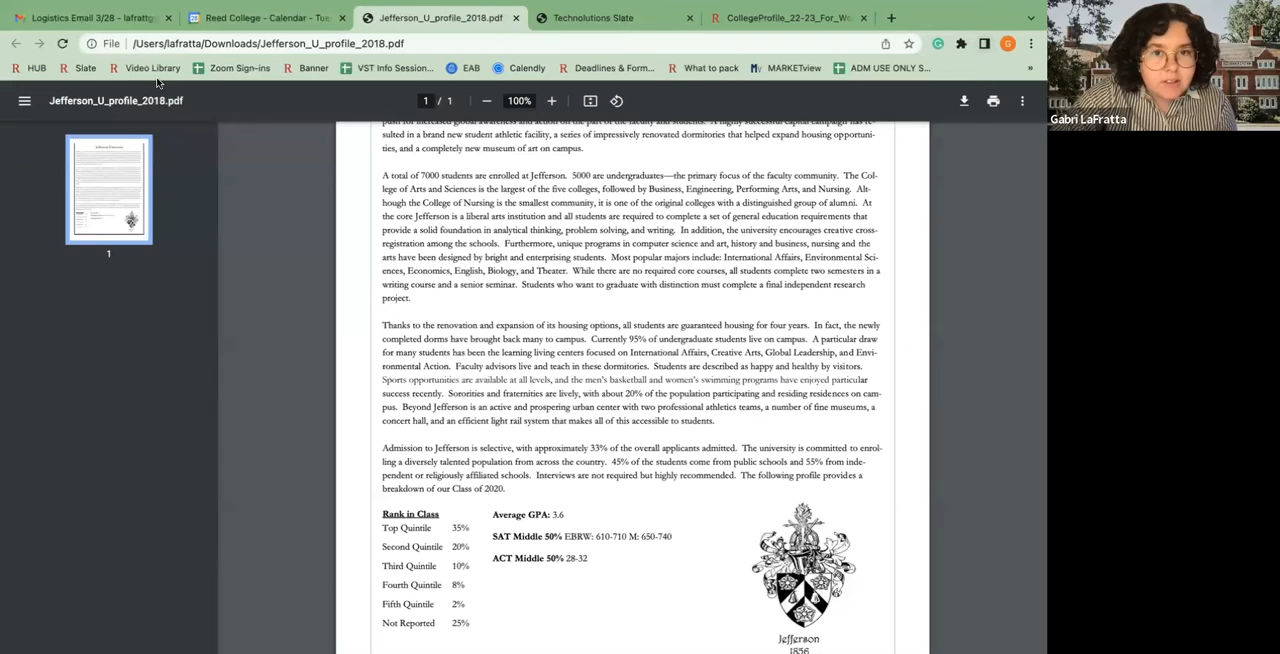 Logistics Email 3/28 - lafrattg
Reed College - Calendar - Tue
Jefferson_U_profile_2018.pdf
Technolutions Slate
CollegeProfile_22-23_For_Wo
File
/Users/lafratta/Downloads/Jefferson_U_profile_2018.pdf
HUB
Slate
Video Library
Zoom Sign-ins
Banner
VST Info Session...
EAB
Calendly
Deadlines & Form...
What to pack
MARKETview
ADM USE ONLY S...
Jefferson_U_profile_2018.pdf
1 / 1
100%
1
Gabri LaFratta
sulted in a brand new student athletic facility, a series of impressively renovated dormitories that helped expand housing opportuni-
ties, and a completely new museum of art on campus.
A total of 7000 students are enrolled at Jefferson. 5000 are undergraduates—the primary focus of the faculty community. The Col-
lege of Arts and Sciences is the largest of the five colleges, followed by Business, Engineering, Performing Arts, and Nursing. Alt-
hough the College of Nursing is the smallest community, it is one of the original colleges with a distinguished group of alumni. At
the core Jefferson is a liberal arts institution and all students are required to complete a set of general education requirements that
provide a solid foundation in analytical thinking, problem solving, and writing. In addition, the university encourages creative cross-
registration among the schools. Furthermore, unique programs in computer science and art, history and business, nursing and the
arts have been designed by bright and enterprising students. Most popular majors include: International Affairs, Environmental Sci-
ences, Economics, English, Biology, and Theater. While there are no required core courses, all students complete two semesters in a
writing course and a senior seminar. Students who want to graduate with distinction must complete a final independent research
project.
Thanks to the renovation and expansion of its housing options, all students are guaranteed housing for four years. In fact, the newly
completed dorms have brought back many to campus. Currently 95% of undergraduate students live on campus. A particular draw
for many students has been the learning living centers focused on International Affairs, Creative Arts, Global Leadership, and Envi-
ronmental Action. Faculty advisors live and teach in these dormitories. Students are described as happy and healthy by visitors.
Sports opportunities are available at all levels, and the men's basketball and women's swimming programs have enjoyed particular
success recently. Sororities and fraternities are lively, with about 20% of the population participating and residing residences on cam-
pus. Beyond Jefferson is an active and prospering urban center with two professional athletics teams, a number of fine museums, a
concert hall, and an efficient light rail system that makes all of this accessible to students.
Admission to Jefferson is selective, with approximately 33% of the overall applicants admitted. The university is committed to enrol-
ling a diversely talented population from across the country. 45% of the students come from public schools and 55% from inde-
pendent or religiously affiliated schools. Interviews are not required but highly recommended. The following profile provides a
breakdown of our Class of 2020.
Rank in Class
Top Quintile 35%
Second Quintile 20%
Third Quintile 10%
Fourth Quintile 8%
Fifth Quintile 2%
Not Reported 25%
Average GPA: 3.6
SAT Middle 50% EBRW: 610-710 M: 650-740
ACT Middle 50% 28-32
Jefferson
1856